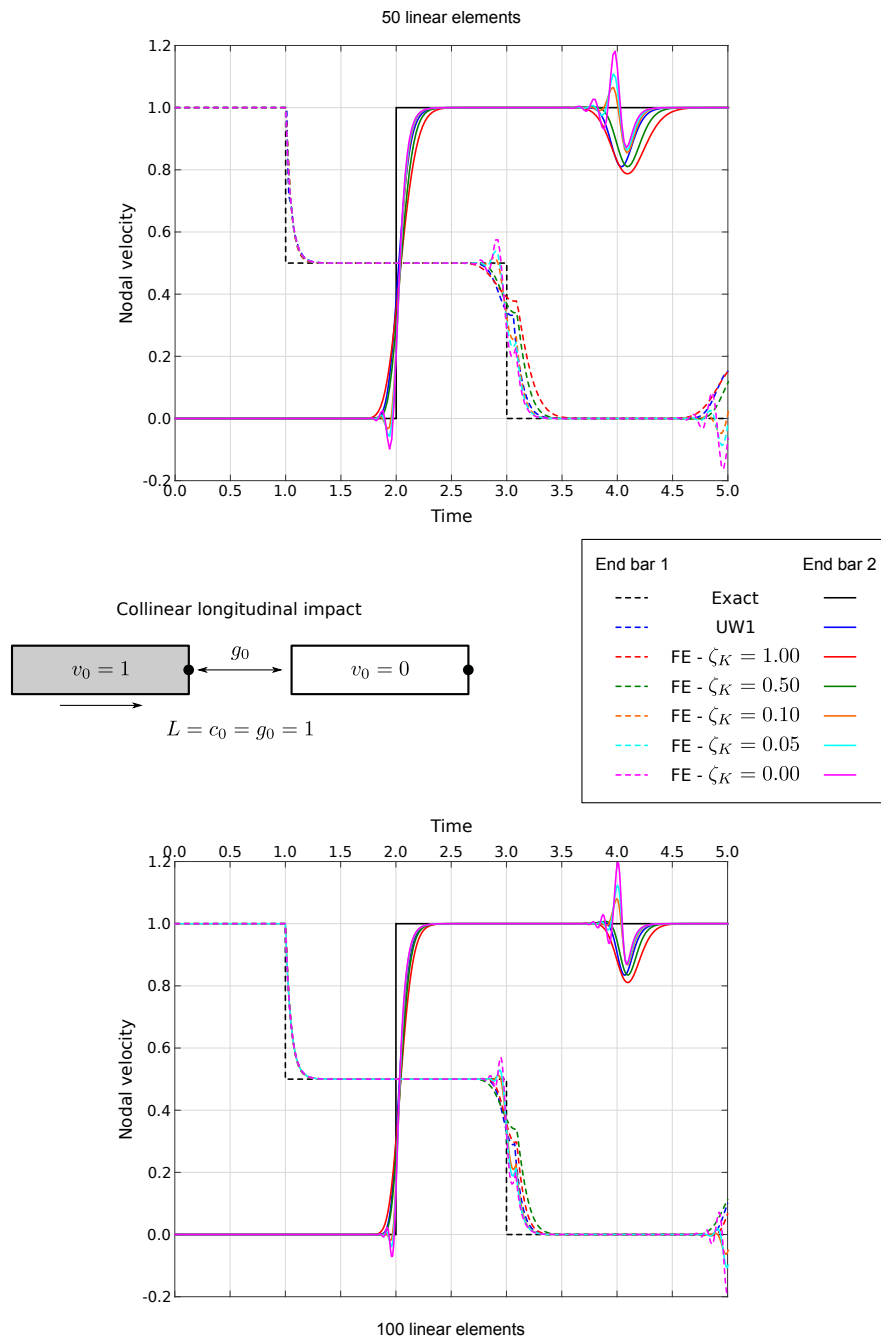 50 linear elements
1.2
1.0
0.8
0.6
0.4
0.2
0.0
-0.2
Nodal velocity
0.0 0.5 1.0 1.5 2.0 2.5 3.0 3.5 4.0 4.5 5.0
Time
Collinear longitudinal impact
v₀ = 1
g₀
v₀ = 0
L = c₀ = g₀ = 1
End bar 1 End bar 2
Exact
UW1
FE - ζ_K = 1.00
FE - ζ_K = 0.50
FE - ζ_K = 0.10
FE - ζ_K = 0.05
FE - ζ_K = 0.00
Time
0.0 0.5 1.0 1.5 2.0 2.5 3.0 3.5 4.0 4.5 5.0
1.2
1.0
0.8
0.6
0.4
0.2
0.0
-0.2
Nodal velocity
100 linear elements